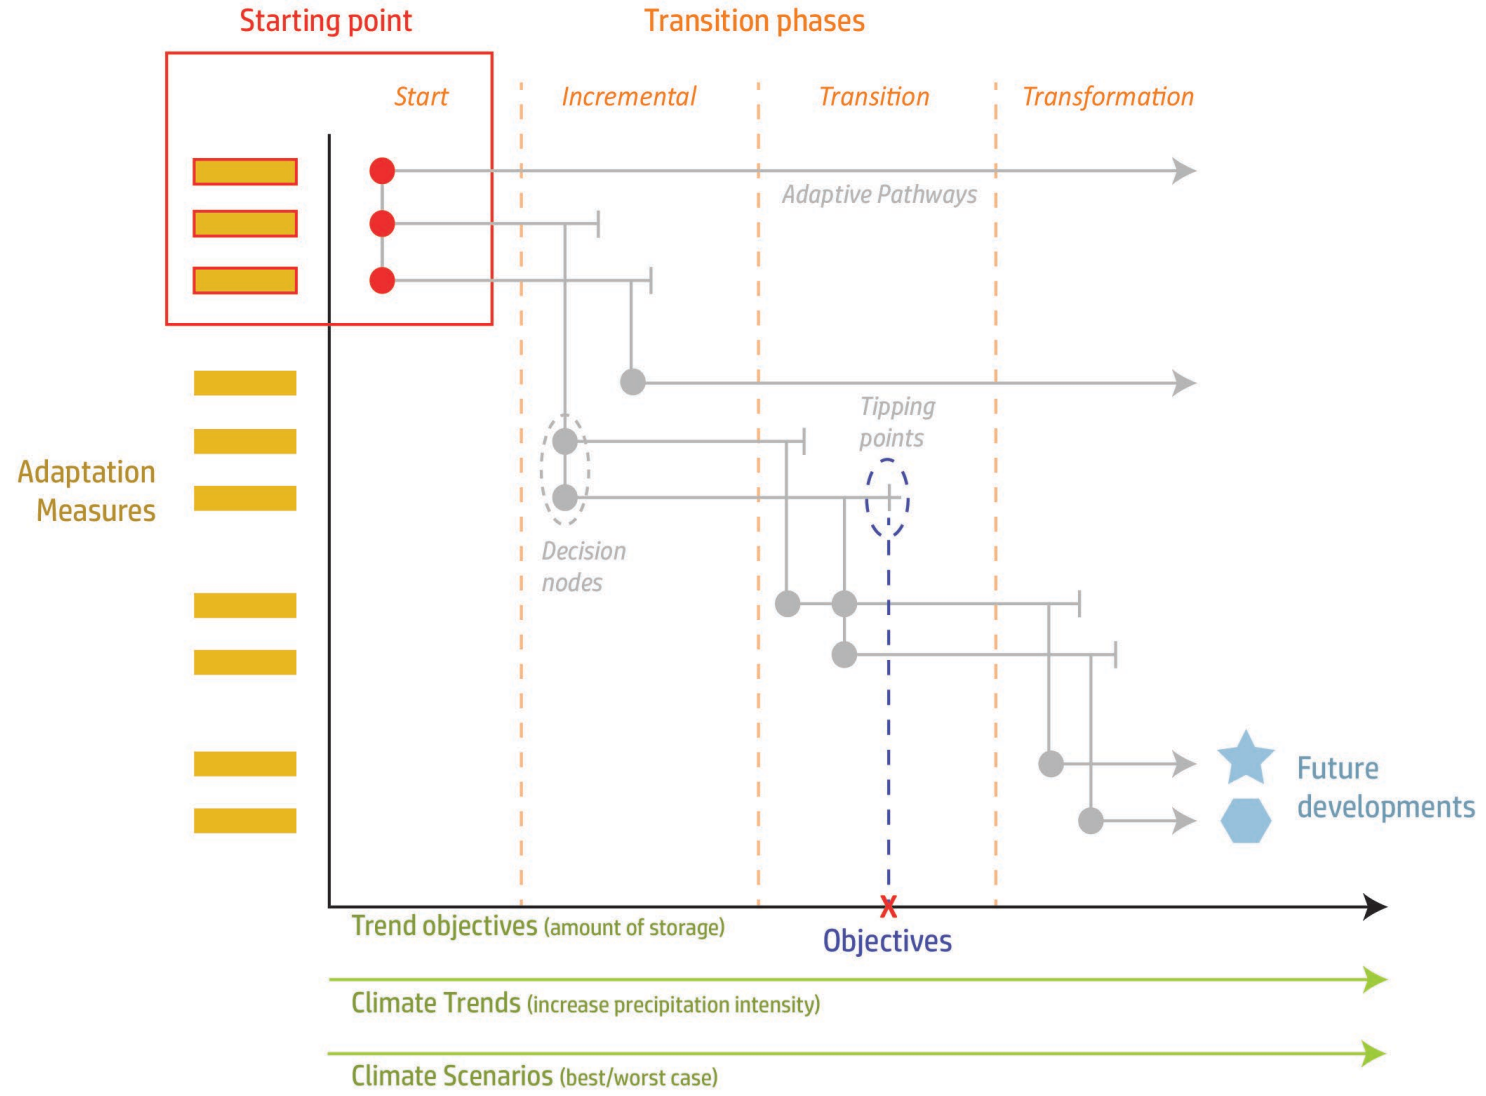 Starting point
Transition phases
Start
Incremental
Transition
Transformation
Adaptive Pathways
Tipping
points
Adaptation
Measures
Decision
nodes
Future
developments
Trend objectives (amount of storage)
X
Objectives
Climate Trends (increase precipitation intensity)
Climate Scenarios (best/worst case)